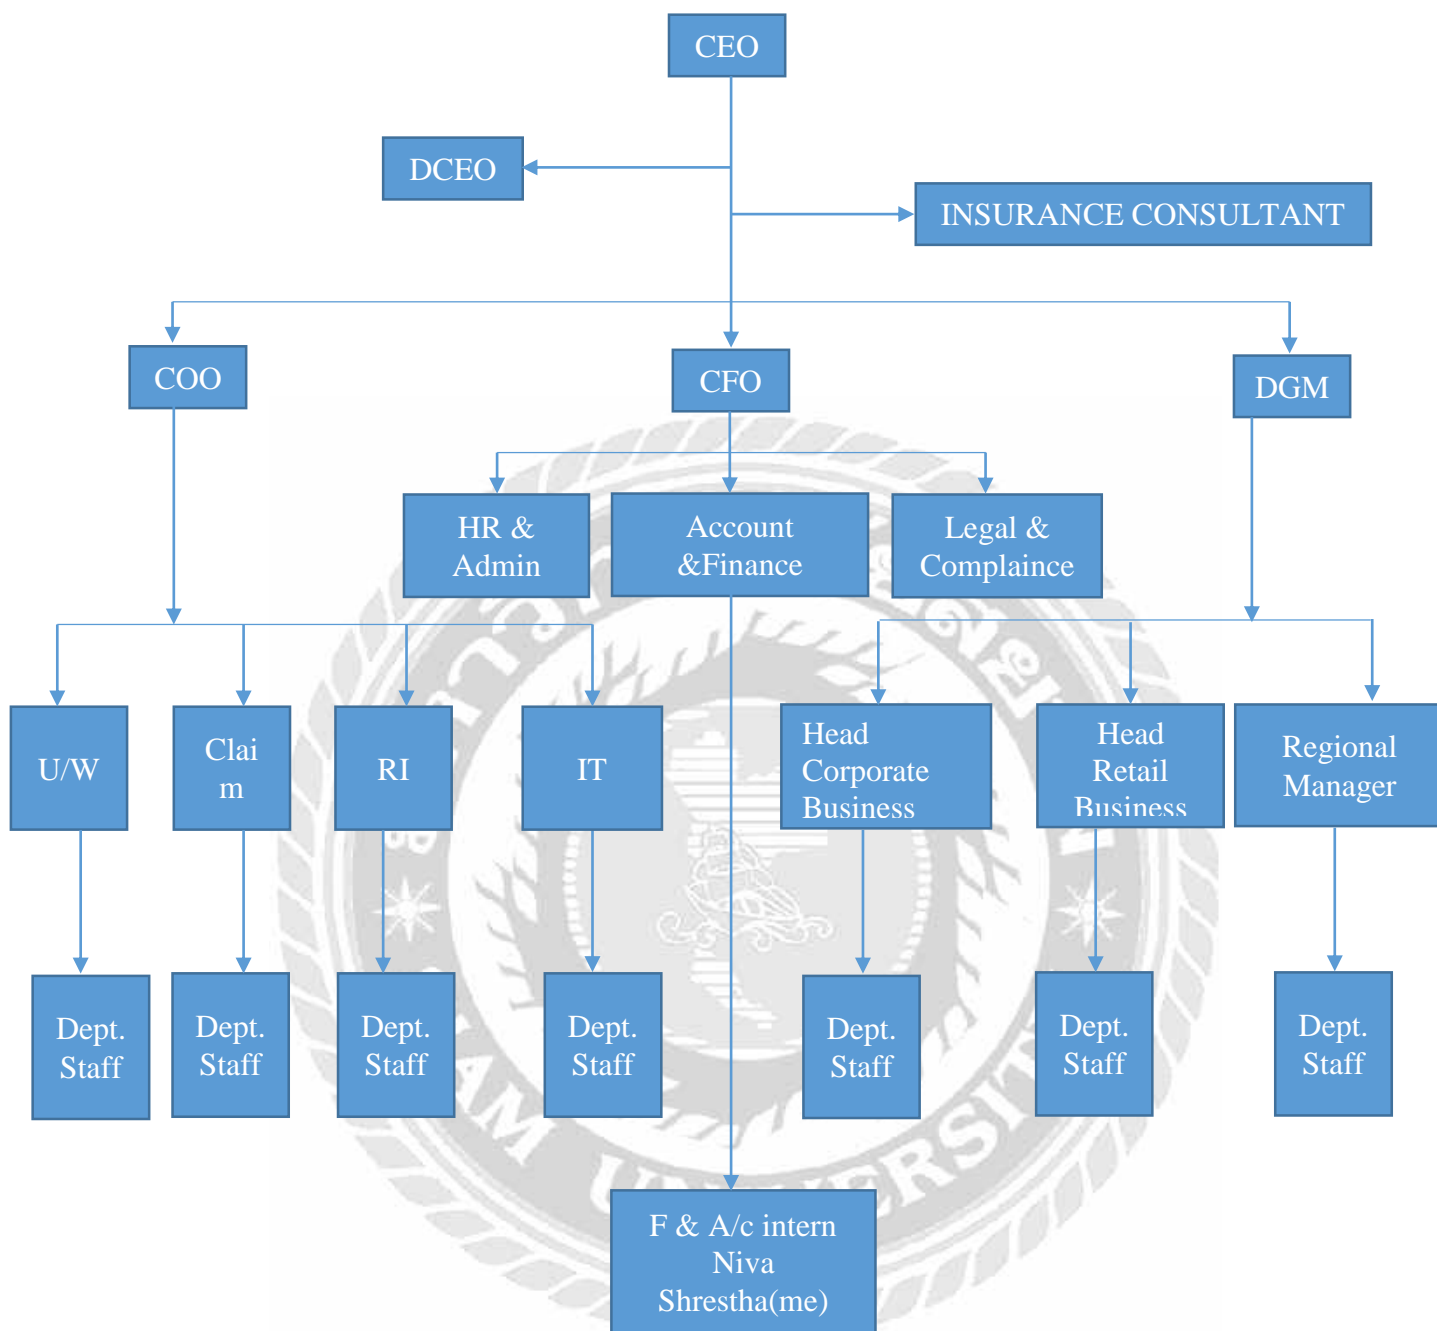 CEO
DCEO
INSURANCE CONSULTANT
COO
CFO
DGM
HR &
Admin
Account
&Finance
Legal &
Complaince
U/W
Clai
m
RI
IT
Head
Corporate
Business
Head
Retail
Business
Regional
Manager
Dept.
Staff
Dept.
Staff
Dept.
Staff
Dept.
Staff
Dept.
Staff
Dept.
Staff
Dept.
Staff
F & A/c intern
Niva
Shrestha(me)